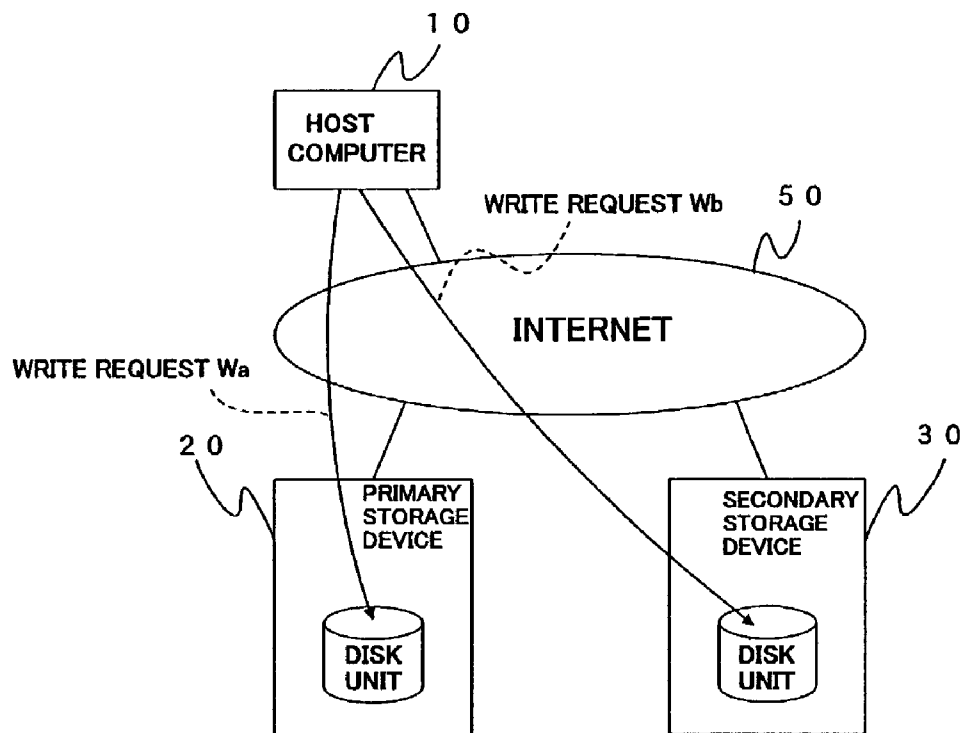 10
HOST
COMPUTER
WRITE REQUEST Wb
50
INTERNET
WRITE REQUEST Wa
20
30
PRIMARY
STORAGE
DEVICE
SECONDARY
STORAGE
DEVICE
DISK
UNIT
DISK
UNIT